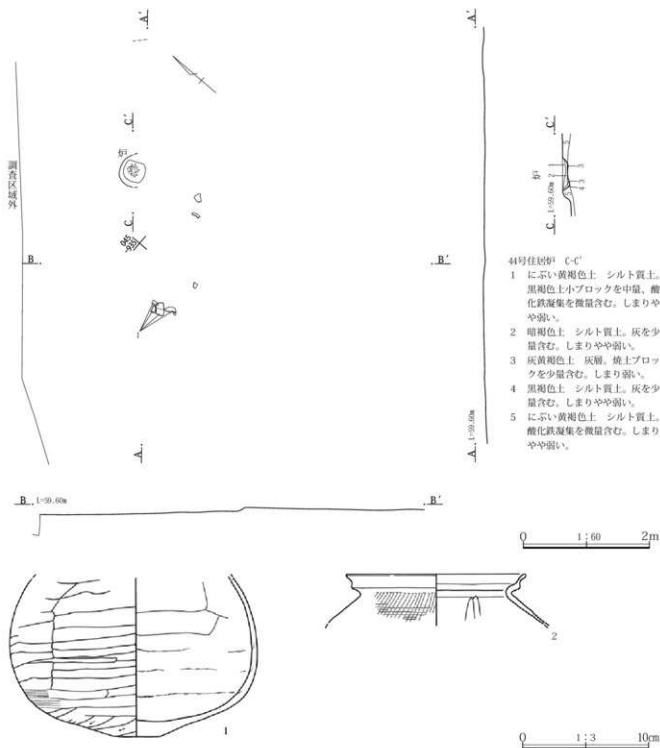 A'
A'
調査区域外
C'
炉
C
045
-935
B
B'
1
A
A
L=59.60m
C'
炉
C
L=59.60m
1
2
3
4
3
5
44号住居炉 C-C'
1 にぶい黄褐色土 シルト質土。
黒褐色土小ブロックを中量、酸
化鉄凝集を微量含む。しまりや
や弱い。
2 暗褐色土 シルト質土。灰を少
量含む。しまりやや弱い。
3 灰黄褐色土 灰層。焼土ブロッ
クを少量含む。しまり弱い。
4 黒褐色土 シルト質土。灰を少
量含む。しまりやや弱い。
5 にぶい黄褐色土 シルト質土。
酸化鉄凝集を微量含む。しまり
やや弱い。
B L=59.60m B'
0 1:60 2m
1
2
0 1:3 10cm